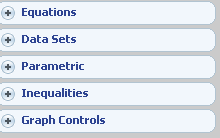 Equations
Data Sets
Parametric
Inequalities
Graph Controls